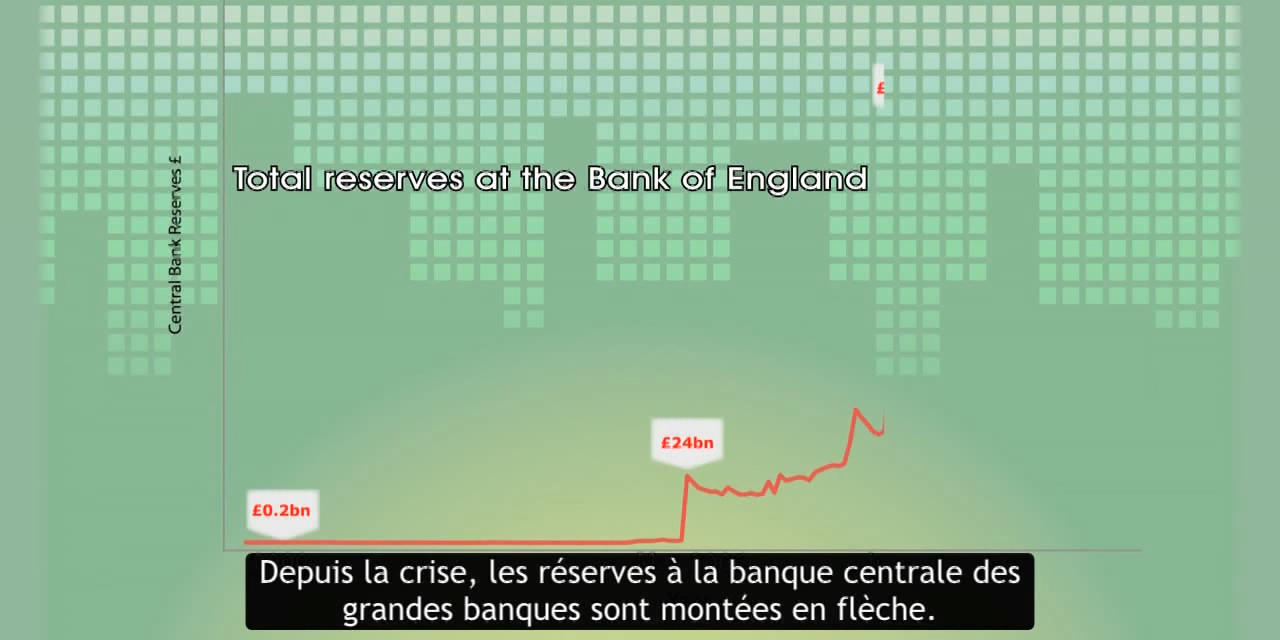 £
Total reserves at the Bank of England
Central Bank Reserves £
£24bn
£0.2bn
Depuis la crise, les réserves à la banque centrale des
grandes banques sont montées en flèche.